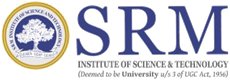 SRM
INSTITUTE OF SCIENCE & TECHNOLOGY
(Deemed to be University u/s 3 of UGC Act, 1956)